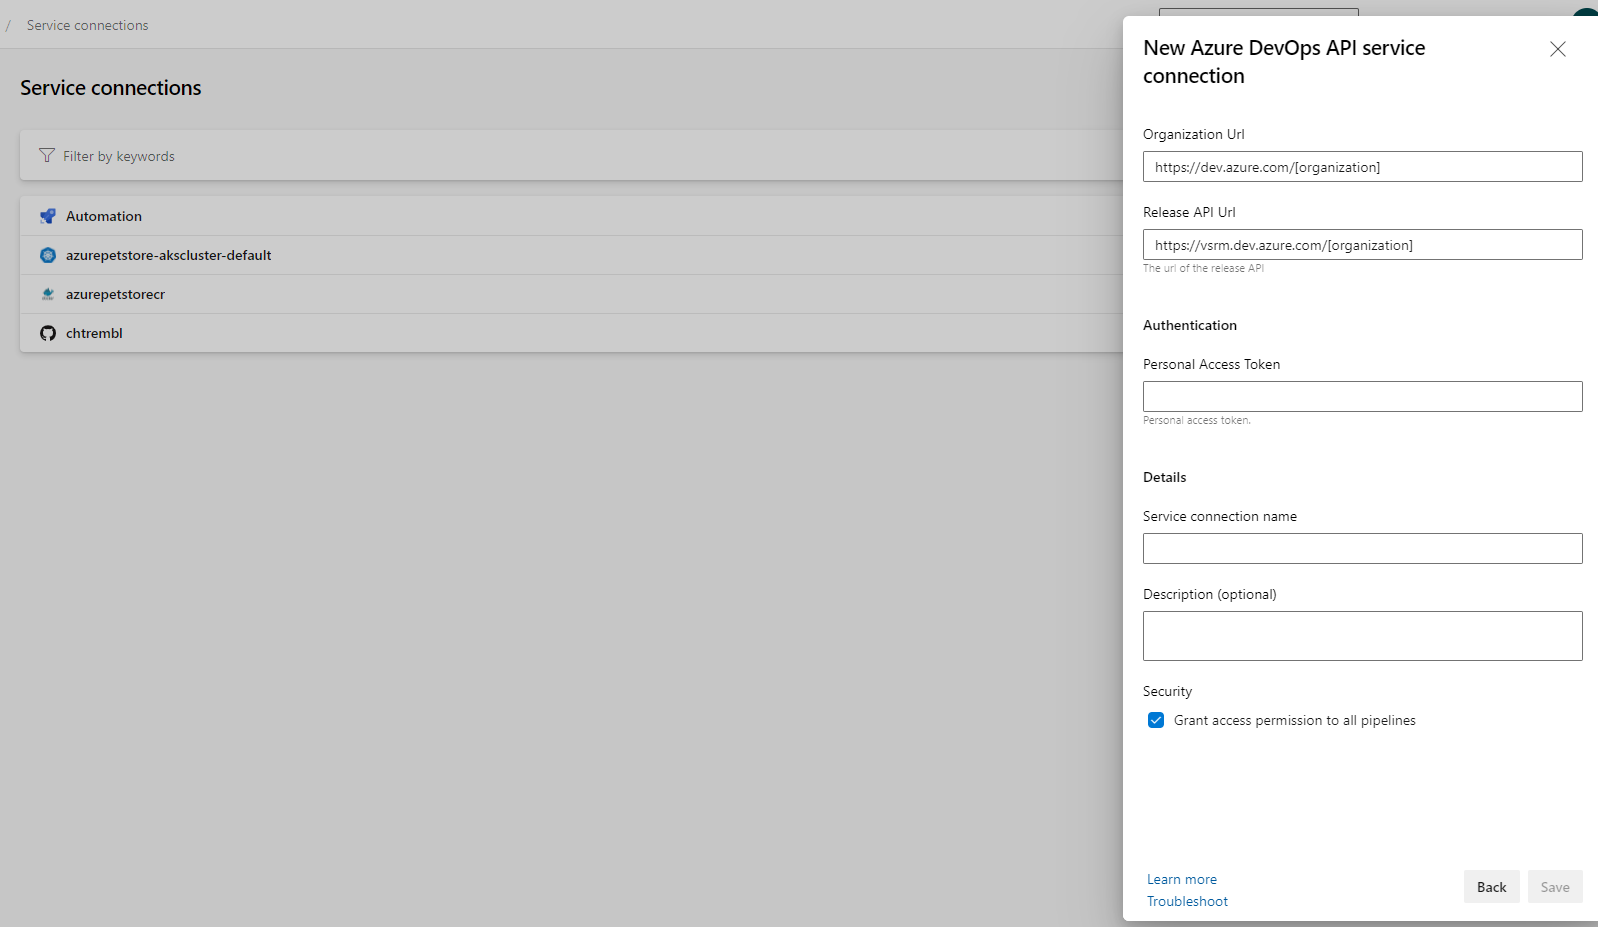 / Service connections
Service connections
Filter by keywords
Automation
azurepetstore-akscluster-default
azurepetstorecr
chtrembl
New Azure DevOps API service
connection
Organization Url
https://dev.azure.com/[organization]
Release API Url
https://vsrm.dev.azure.com/[organization]
The url of the release API
Authentication
Personal Access Token
Personal access token.
Details
Service connection name
Description (optional)
Security
Grant access permission to all pipelines
Learn more
Troubleshoot
Back
Save